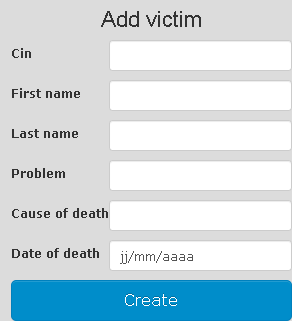 Add victim
Cin
First name
Last name
Problem
Cause of death
Date of death jj/mm/aaaa
Create